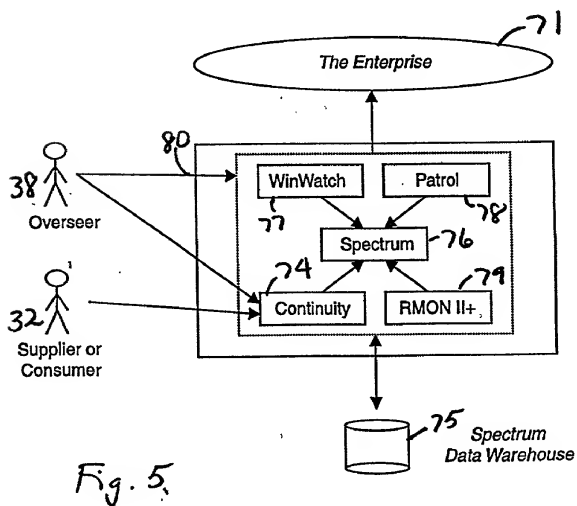 71
The Enterprise
80
38
Overseer
WinWatch
Patrol
77
78
Spectrum
76
74
79
Continuity
RMON II+
32
Supplier or
Consumer
75
Spectrum
Data Warehouse
Fig. 5.